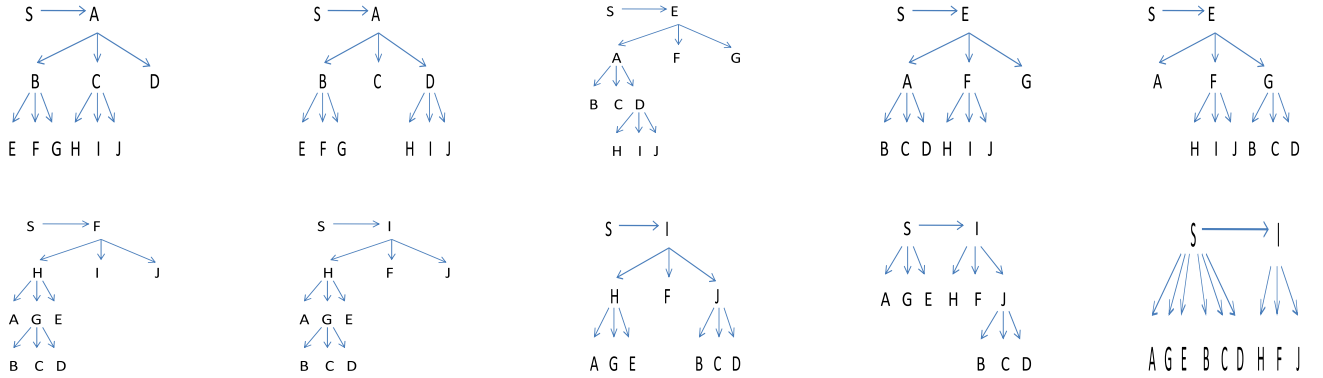 S A
B C D
E F G H I J
S A
B C D
E F G H I J
S E
A F G
B C D
H I J
S E
A F G
B C D H I J
S E
A F G
H I J B C D
S F
H I J
A G E
B C D
S I
H F J
A G E
B C D
S I
H F J
A G E B C D
S I
A G E H F J
B C D
S I
A G E B C D H F J